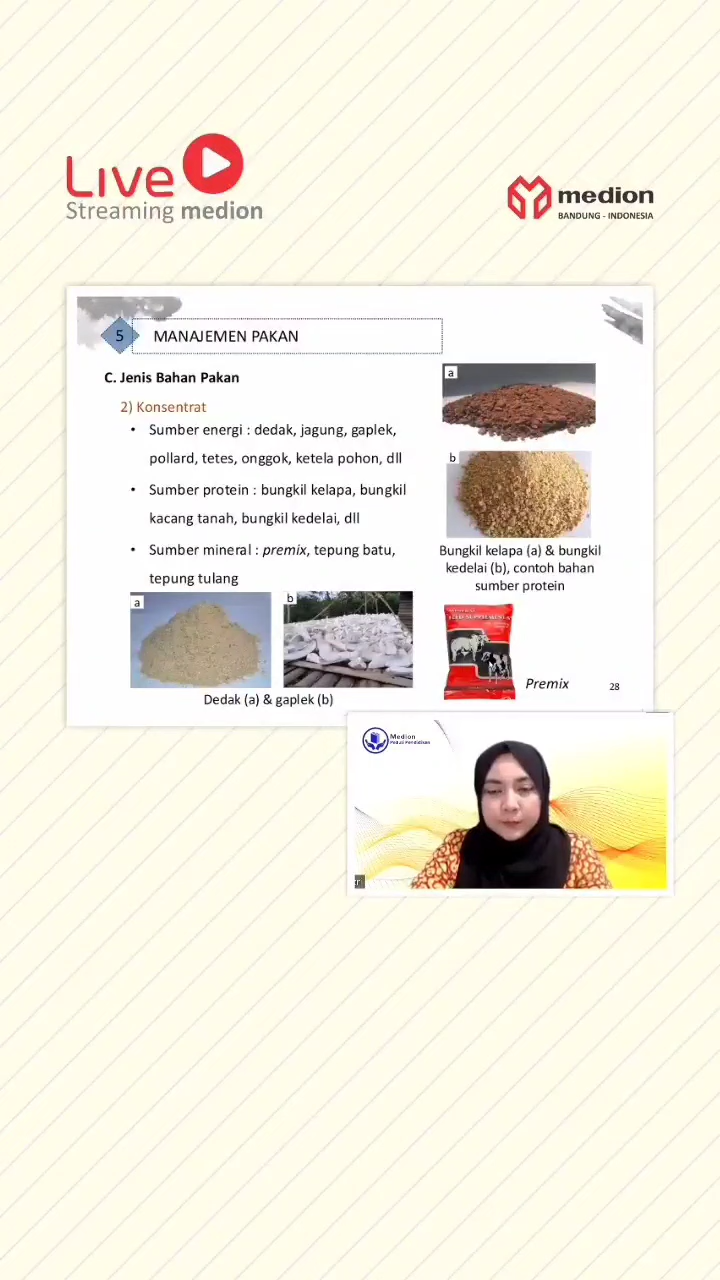 Live
Streaming medion
medion
BANDUNG - INDONESIA
5 MANAJEMEN PAKAN
C. Jenis Bahan Pakan
2) Konsentrat
• Sumber energi : dedak, jagung, gaplek,
pollard, tetes, onggok, ketela pohon, dll
• Sumber protein : bungkil kelapa, bungkil
kacang tanah, bungkil kedelai, dll
• Sumber mineral : premix, tepung batu,
tepung tulang
a
b
Bungkil kelapa (a) & bungkil
kedelai (b), contoh bahan
sumber protein
a
b
Dedak (a) & gaplek (b)
Premix
28
Medion
Peduli Pendidikan